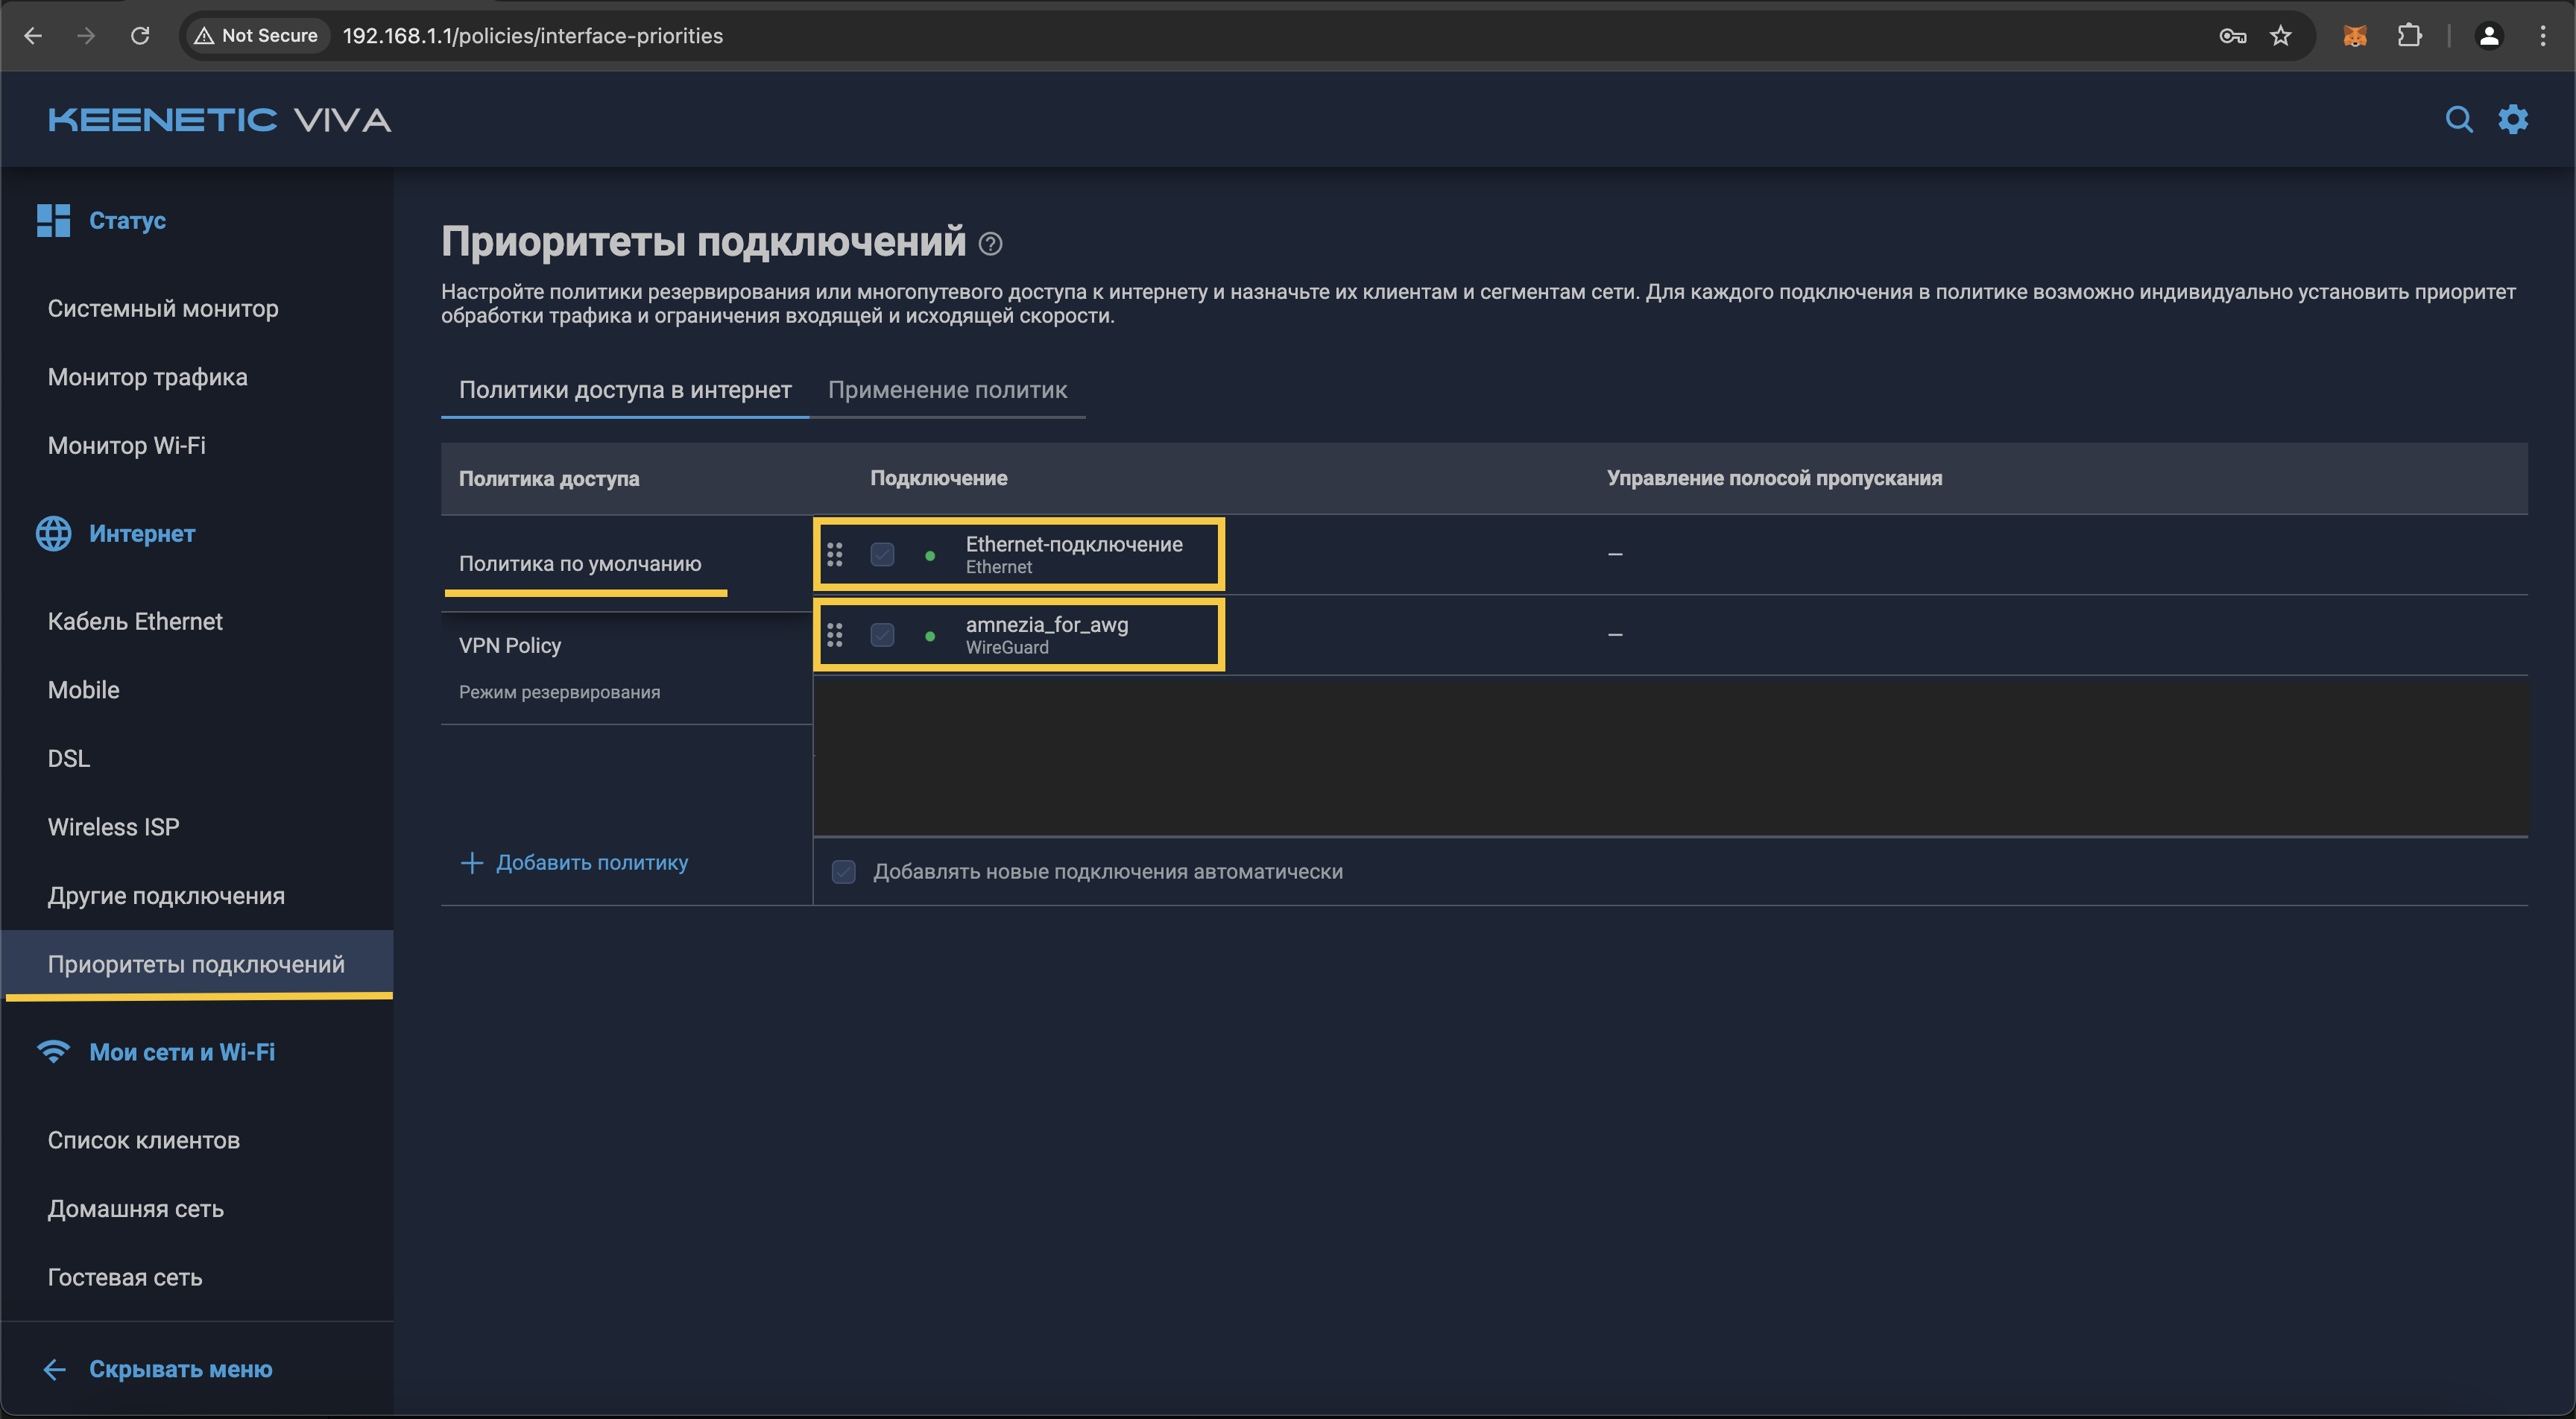 Not Secure 192.168.1.1/policies/interface-priorities
KEENETIC VIVA
Статус
Системный монитор
Монитор трафика
Монитор Wi-Fi
Интернет
Кабель Ethernet
Mobile
DSL
Wireless ISP
Другие подключения
Приоритеты подключений
Мои сети и Wi-Fi
Список клиентов
Домашняя сеть
Гостевая сеть
Скрывать меню
Приоритеты подключений ?
Настройте политики резервирования или многопутевого доступа к интернету и назначьте их клиентам и сегментам сети. Для каждого подключения в политике возможно индивидуально установить приоритет
обработки трафика и ограничения входящей и исходящей скорости.
Политики доступа в интернет Применение политик
Политика доступа Подключение Управление полосой пропускания
Политика по умолчанию
VPN Policy
Режим резервирования
+ Добавить политику
Ethernet-подключение —
Ethernet
amnezia_for_awg —
WireGuard
Добавлять новые подключения автоматически